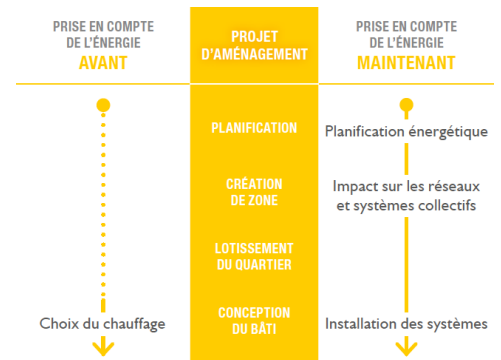 PRISE EN COMPTE
DE L'ÉNERGIE
AVANT
PROJET
D'AMÉNAGEMENT
PRISE EN COMPTE
DE L'ÉNERGIE
MAINTENANT
PLANIFICATION
Planification énergétique
CRÉATION
DE ZONE
Impact sur les réseaux
et systèmes collectifs
LOTISSEMENT
DU QUARTIER
Choix du chauffage
CONCEPTION
DU BÂTI
Installation des systèmes